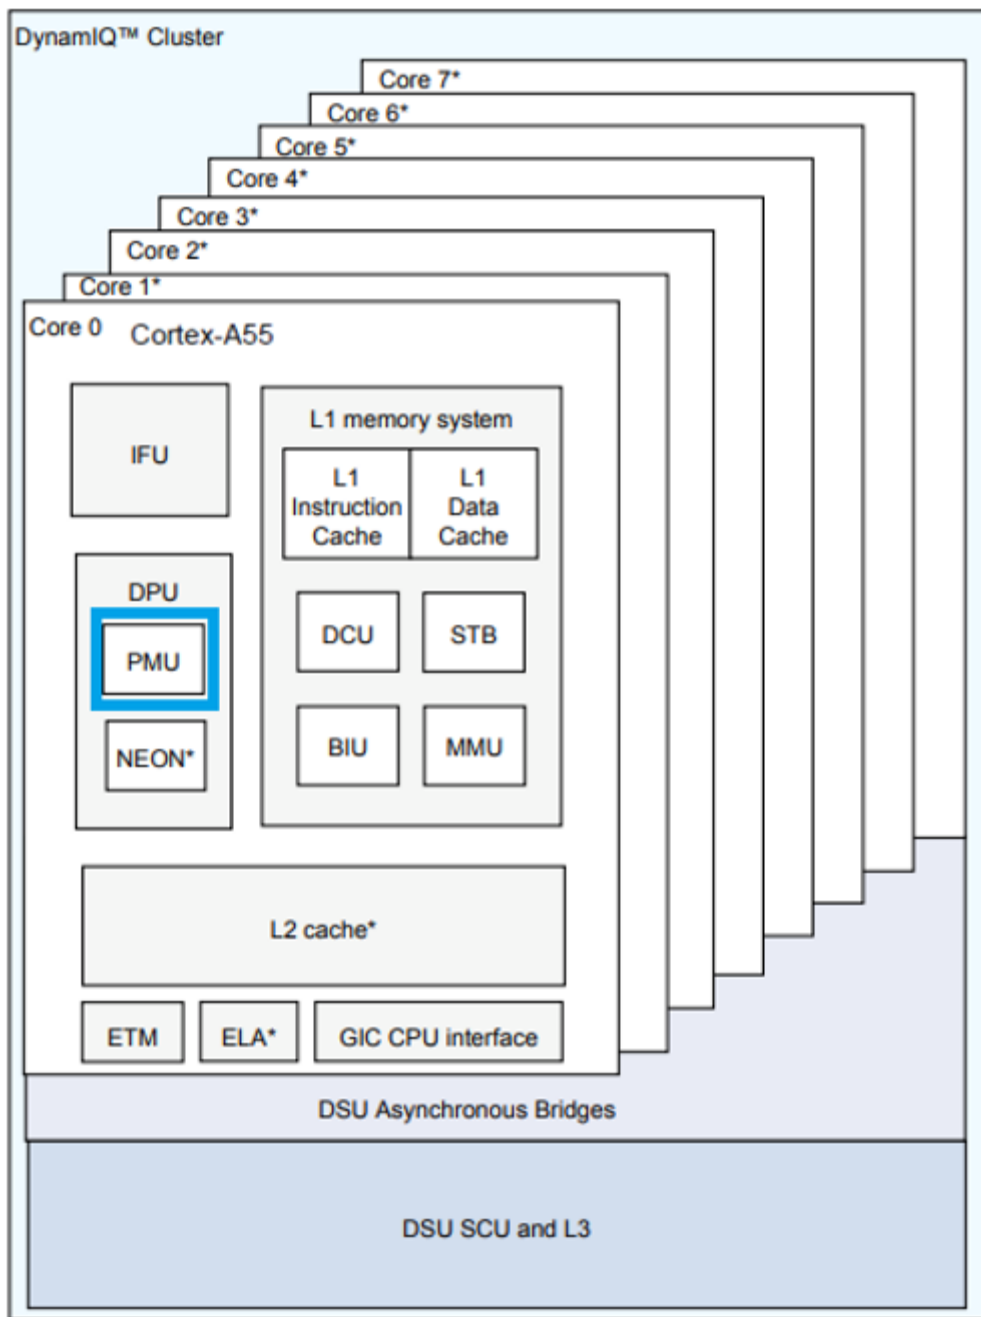 DynamIQ™ Cluster
Core 7*
Core 6*
Core 5*
Core 4*
Core 3*
Core 2*
Core 1*
Core 0
Cortex-A55
IFU
L1 memory system
L1
Instruction
Cache
L1
Data
Cache
DPU
PMU
NEON*
DCU
STB
BIU
MMU
L2 cache*
ETM
ELA*
GIC CPU interface
DSU Asynchronous Bridges
DSU SCU and L3